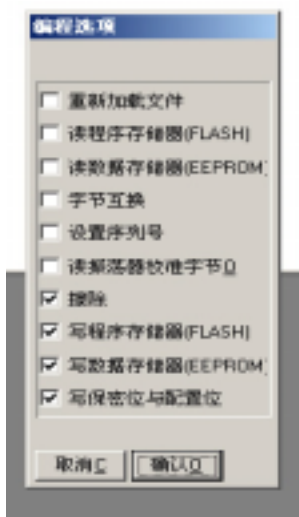 编程选项
重新加载文件
读程序存储器(FLASH)
读数据存储器(EEPROM)
字节互换
设置序列号
读振荡器校准字节0
擦除
写程序存储器(FLASH)
写数据存储器(EEPROM)
写保密位与配置位
取消C
确认O